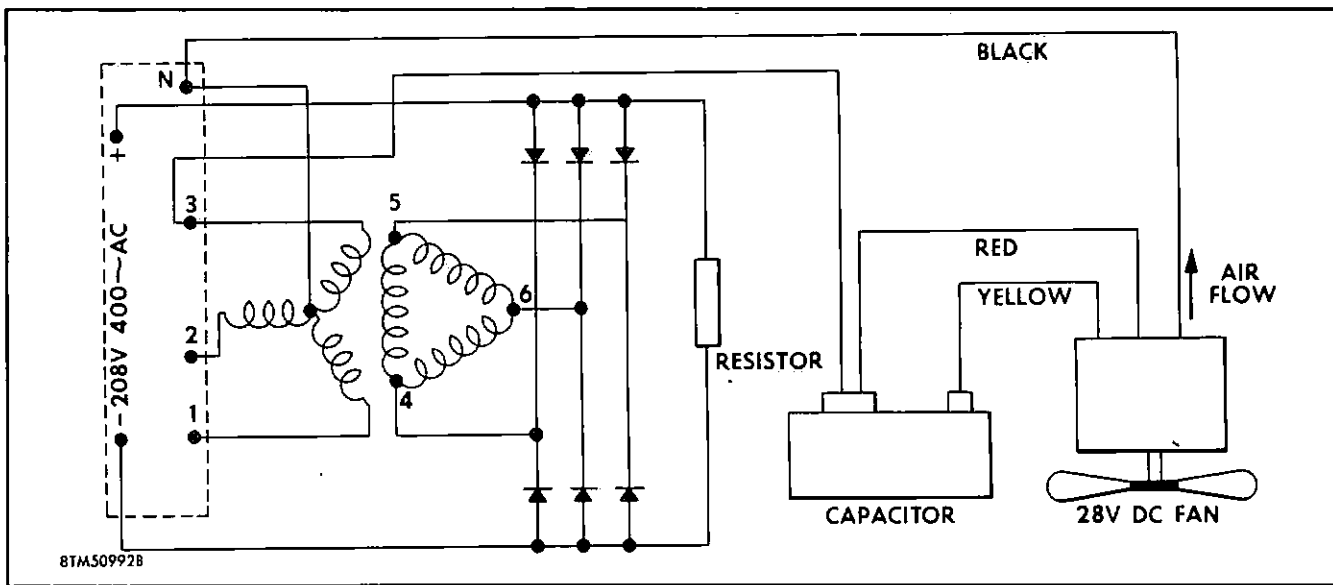 BLACK
N
+
208V 400~AC
-
3
2
1
5
6
4
RESISTOR
RED
YELLOW
AIR
FLOW
CAPACITOR
28V DC FAN
8TM50992B